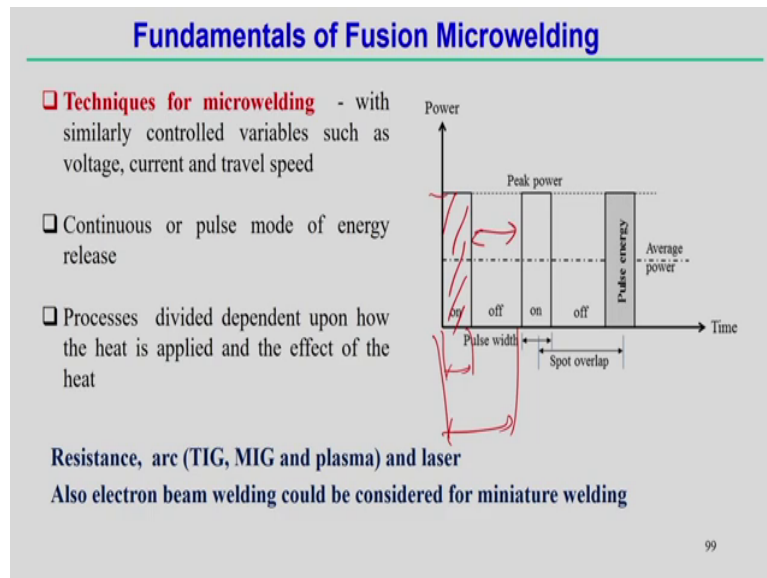 Fundamentals of Fusion Microwelding
Techniques for microwelding - with
similarly controlled variables such as
voltage, current and travel speed
Continuous or pulse mode of energy
release
Processes divided dependent upon how
the heat is applied and the effect of the
heat
Power
Peak power
Pulse energy
Average
power
on off on off
Time
Pulse width
Spot overlap
Resistance, arc (TIG, MIG and plasma) and laser
Also electron beam welding could be considered for miniature welding
99